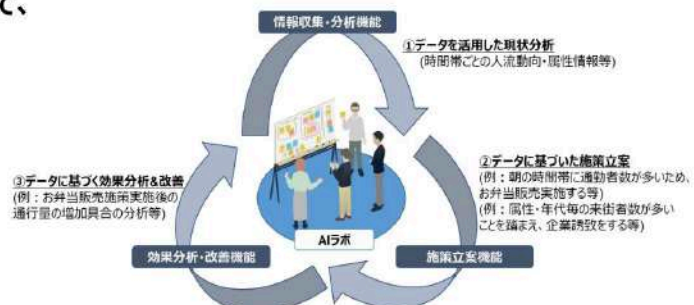 て、
情報収集・分析機能
①データを活用した現状分析
(時間帯ごとの人流動向・属性情報等)
②データに基づいた施策立案
(例：朝の時間帯に通勤者数が多いため、
お弁当販売実施する等)
(例：属性・年代毎の来街者数が多い
ことを踏まえ、企業誘致をする等)
③データに基づく効果分析&改善
(例：お弁当販売施策実施後の
通行量の増加具合の分析等)
AIラボ
効果分析・改善機能
施策立案機能